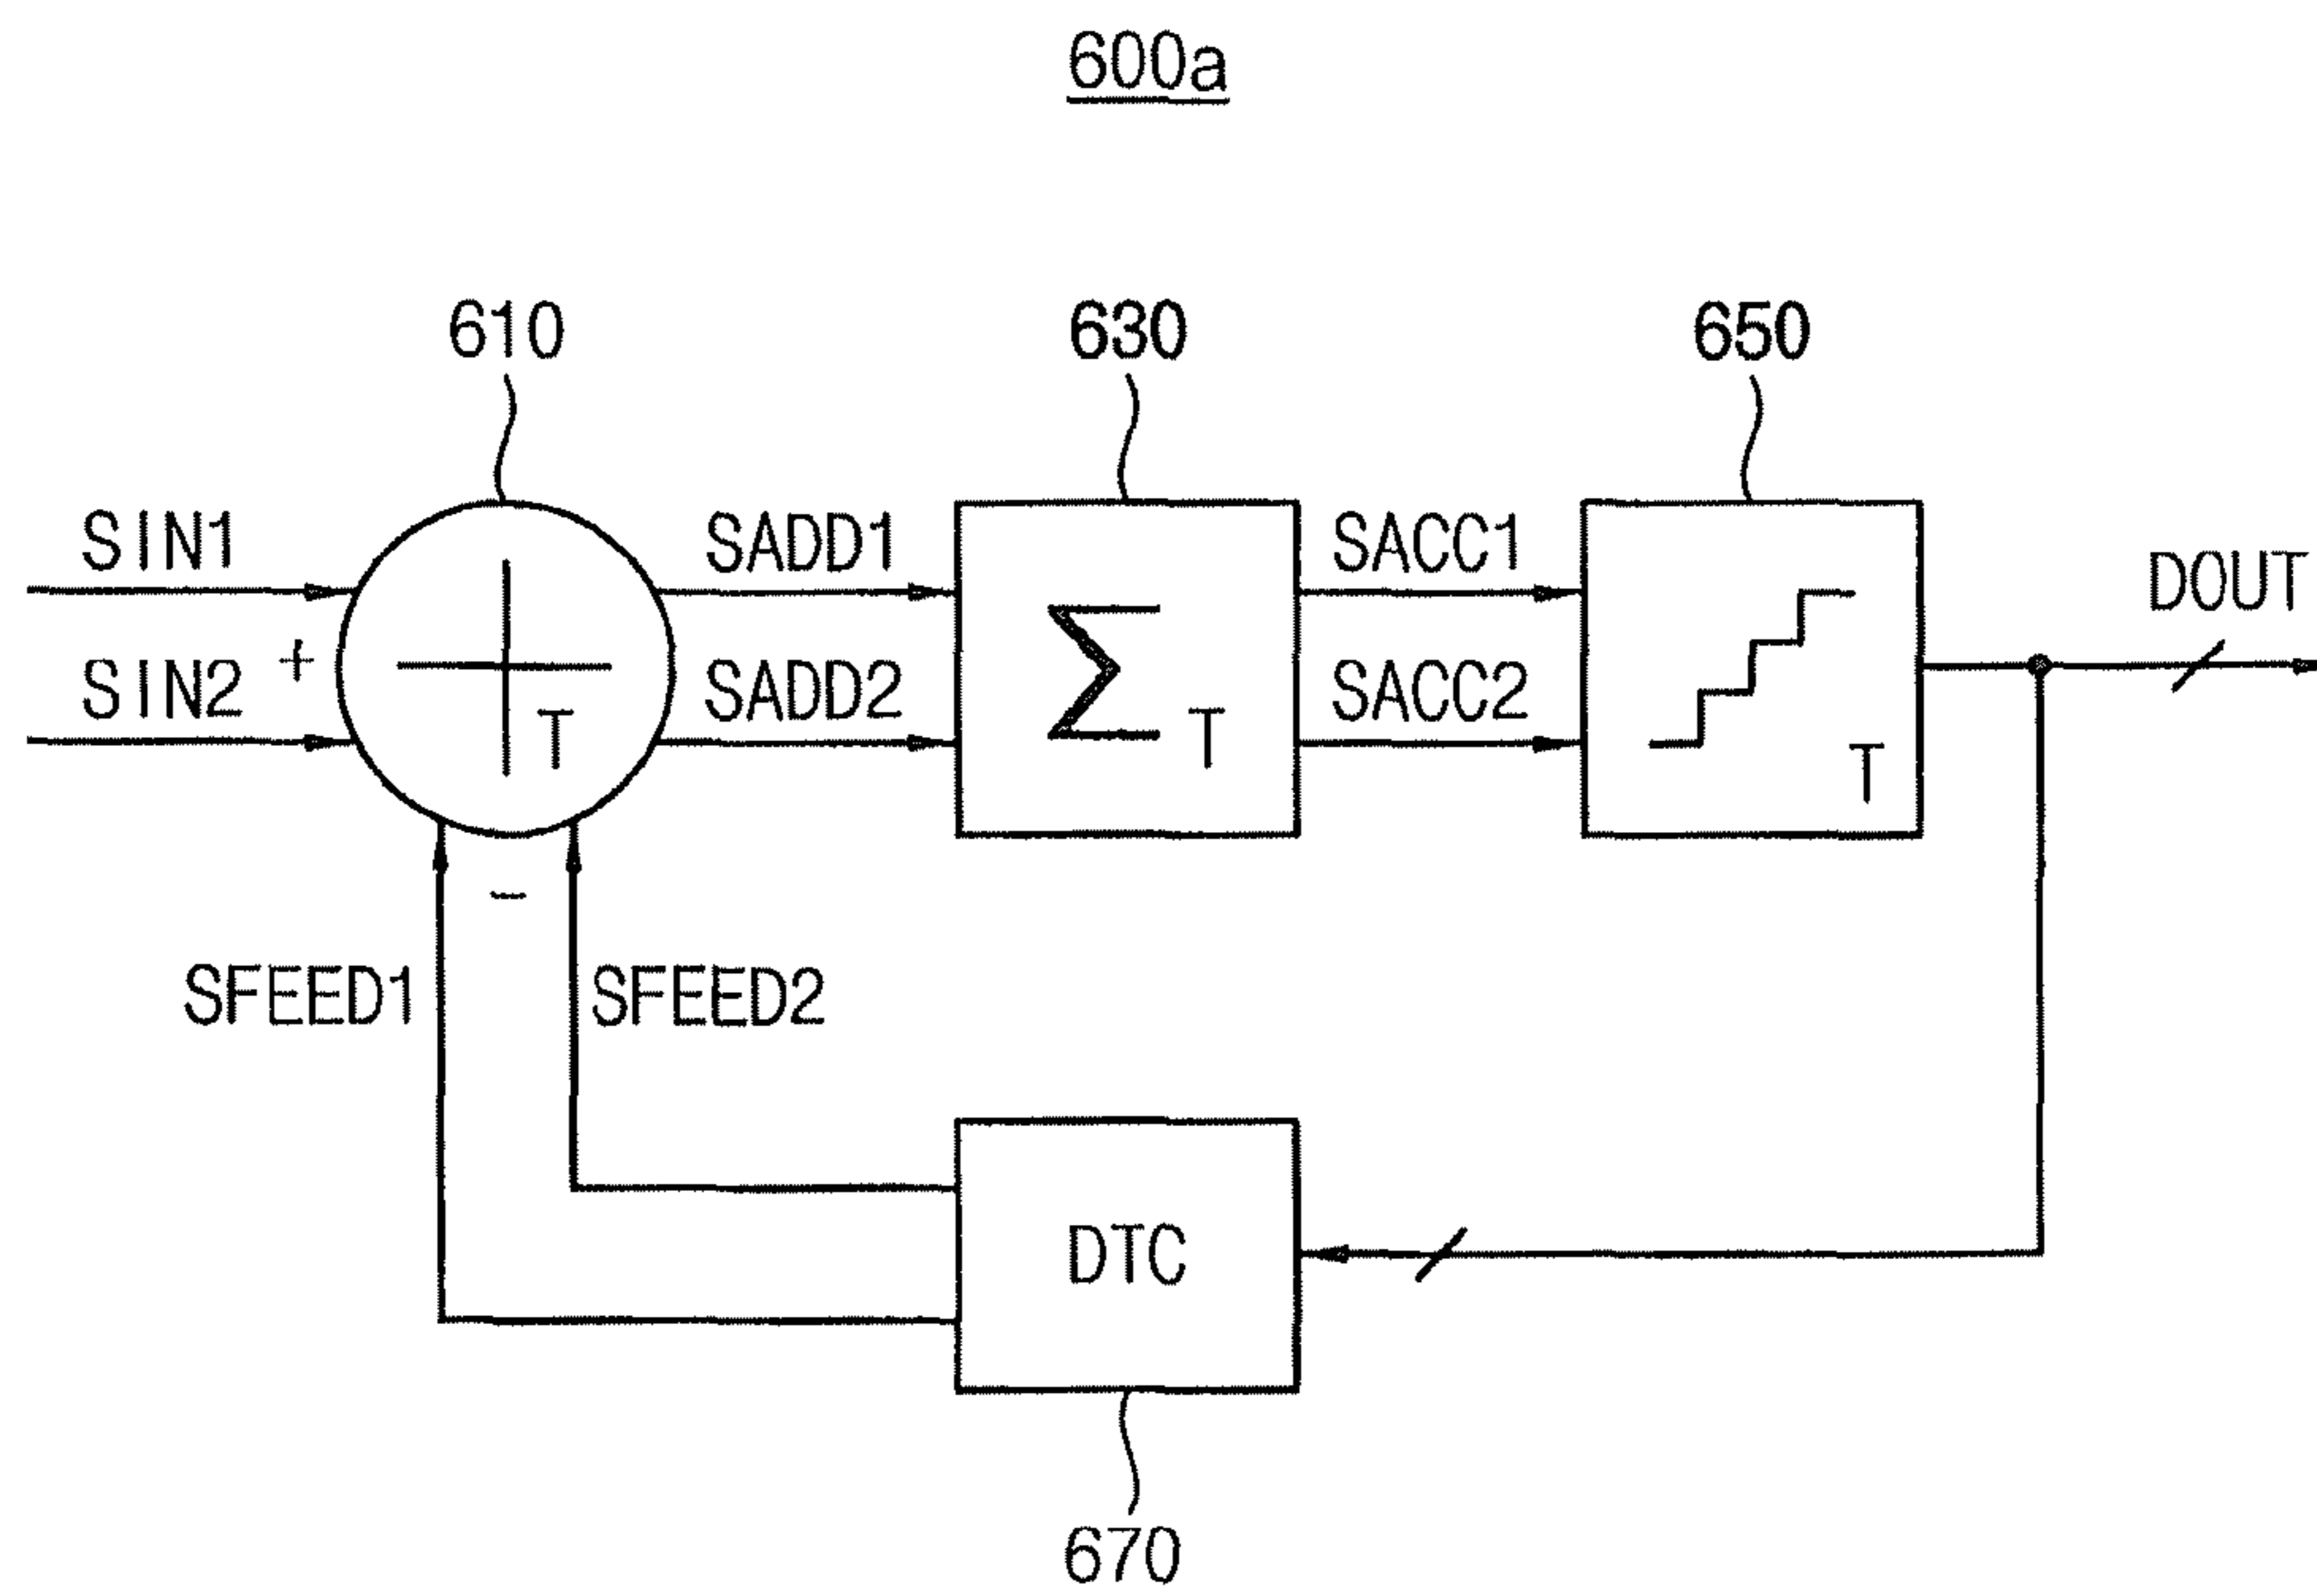 600a
610
630
650
SIN1
SADD1
SACC1
DOUT
+
SIN2
SADD2
SACC2
T
Σ T
T
−
SFEED1
SFEED2
DTC
670